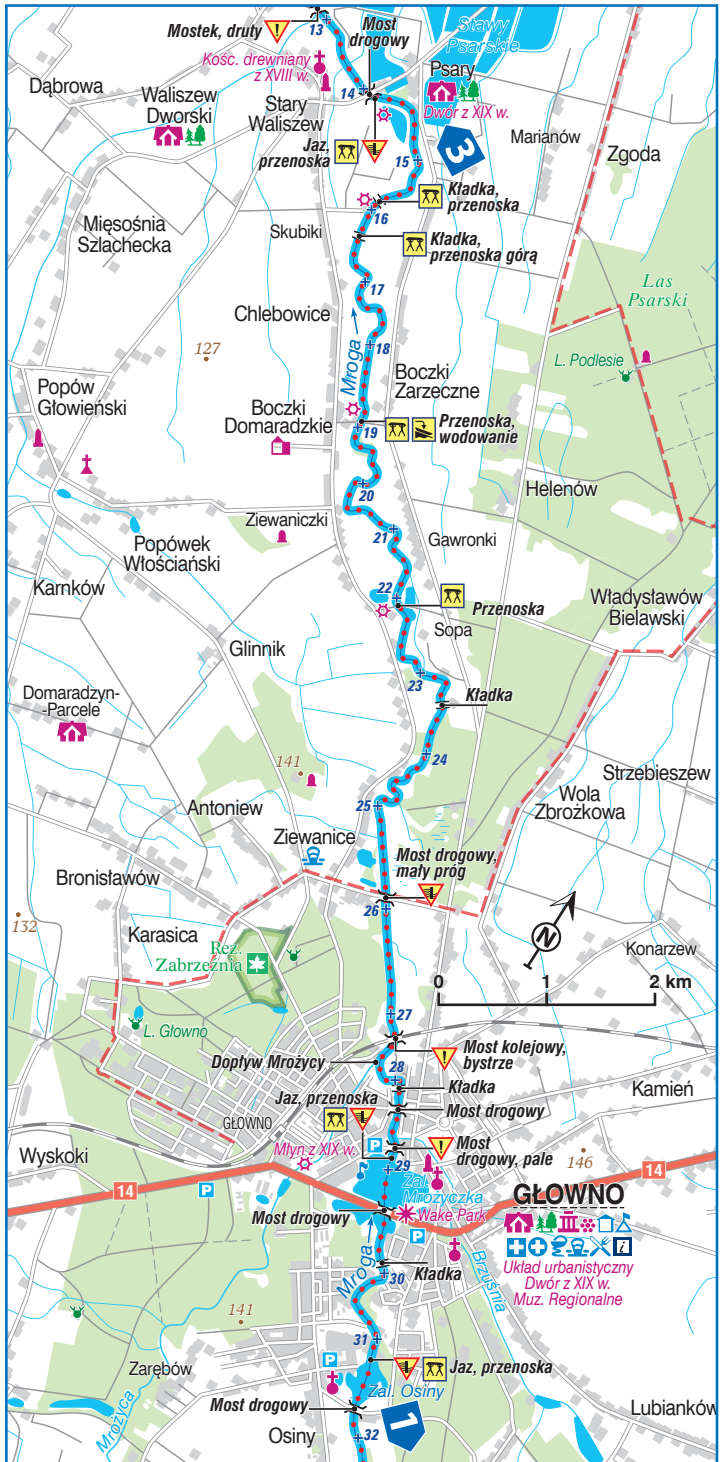 Mostek, druty
13
Most
drogowy
Stawy
Psarskie
Kośc. drewniany
z XVIII w.
Dąbrowa
Waliszew
Dworski
14
Psary
Dwór z XIX w.
Stary
Waliszew
Marianów
Zgoda
Jaz,
przenoska
15
3
Kładka,
przenoska
16
Mięsośnia
Szlachecka
Skubiki
Kładka,
przenoska górą
17
Las
Psarski
Chlebowice
18
127
Mroga
L. Podlesie
Popów
Głowieński
Boczki
Zarzeczne
Boczki
Domaradzkie
19
Przenoska,
wodowanie
20
Helenów
Ziewaniczki
21
Gawronki
Popówek
Włościański
Karnków
22
Przenoska
Władysławów
Bielawski
Sopa
Glinnik
23
Domaradzyn-
-Parcele
Kładka
24
141
Strzebieszew
Antoniew
25
Wola
Zbrożkowa
Ziewanice
Most drogowy,
mały próg
Bronisławów
26
132
Karasica
Rez.
Zabrzeźnia
N
Konarzew
0
1
2 km
27
L. Głowno
Most kolejowy,
bystrze
Dopływ Mrożycy
28
Kładka
Kamień
Jaz, przenoska
GŁOWNO
Most drogowy
Młyn z XIX w.
P
Most
drogowy, pale
Wyskoki
29
146
14
14
P
Zal.
Mrożyczka
GŁOWNO
Most drogowy
Wake Park
P
i
Mroga
Kładka
30
Brzuśnia
Układ urbanistyczny
Dwór z XIX w.
Muz. Regionalne
141
31
P
Jaz, przenoska
Zarębów
Zal. Osiny
Most drogowy
1
Mrożyca
Osiny
32
Lubianków